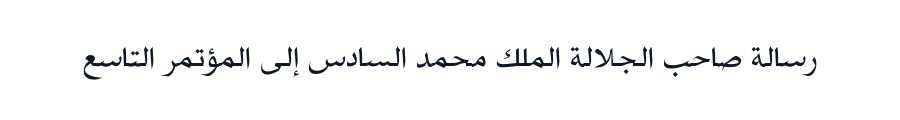 رسالة صاحب الجلالة الملك محمد السادس إلى المؤتمر التاسع